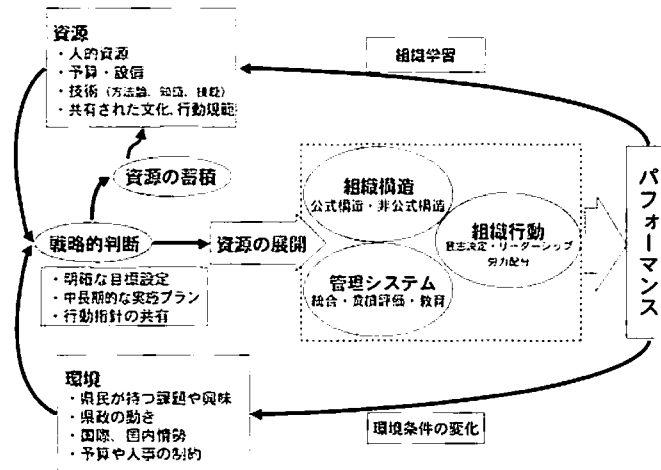 資源
・人的資源
・予算・設備
・技術(方法論、知識、技能)
・共有された文化、行動規範
組織学習
資源の蓄積
組織構造
公式構造・非公式構造
組織行動
意志決定・リーダーシップ
労力配分
管理システム
統合・業績評価・教育
パフォーマンス
戦略的判断
資源の展開
・明確な目標設定
・中長期的な実施プラン
・行動指針の共有
環境
・県民が持つ課題や興味
・県政の動き
・国際、国内情勢
・予算や人事の制約
環境条件の変化